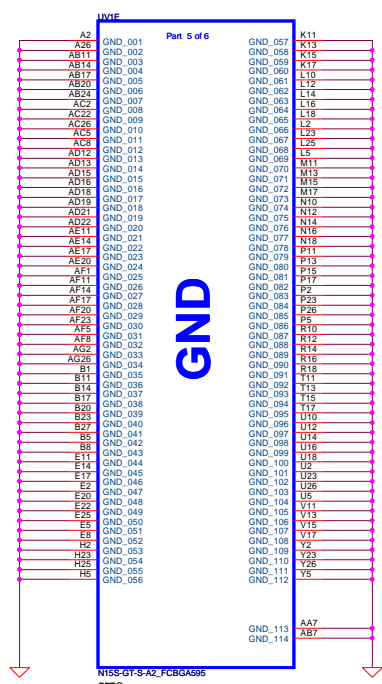 UV1E
Part 5 of 6
A2 GND_001 GND_057 K11
A26 GND_002 GND_058 K13
AB11 GND_003 GND_059 K15
AB14 GND_004 GND_060 K17
AB17 GND_005 GND_061 L10
AB20 GND_006 GND_062 L12
AB24 GND_007 GND_063 L14
AC2 GND_008 GND_064 L16
AC22 GND_009 GND_065 L18
AC26 GND_010 GND_066 L2
AC5 GND_011 GND_067 L23
AC8 GND_012 GND_068 L25
AD12 GND_013 GND_069 L5
AD13 GND_014 GND_070 M11
AD15 GND_015 GND_071 M13
AD16 GND_016 GND_072 M15
AD18 GND_017 GND_073 M17
AD19 GND_018 GND_074 N10
AD21 GND_019 GND_075 N12
AD22 GND_020 GND_076 N14
AE11 GND_021 GND_077 N16
AE14 GND_022 GND_078 N18
AE17 GND_023 GND_079 P11
AE20 GND_024 GND_080 P13
AF1 GND_025 GND_081 P15
AF11 GND_026 GND_082 P17
AF14 GND_027 GND_083 P2
AF17 GND_028 GND_084 P23
AF20 GND_029 GND_085 P26
AF23 GND_030 GND_086 P5
AF5 GND_031 GND_087 R10
AF8 GND_032 GND_088 R12
AG2 GND_033 GND_089 R14
AG26 GND_034 GND_090 R16
B1 GND_035 GND_091 R18
B11 GND_036 GND_092 T11
B14 GND_037 GND_093 T13
B17 GND_038 GND_094 T15
B20 GND_039 GND_095 T17
B23 GND_040 GND_096 U10
B27 GND_041 GND_097 U12
B5 GND_042 GND_098 U14
B8 GND_043 GND_099 U16
E11 GND_044 GND_100 U18
E14 GND_045 GND_101 U2
E17 GND_046 GND_102 U23
E2 GND_047 GND_103 U26
E20 GND_048 GND_104 U5
E22 GND_049 GND_105 V11
E25 GND_050 GND_106 V13
E5 GND_051 GND_107 V15
E8 GND_052 GND_108 V17
H2 GND_053 GND_109 Y2
H23 GND_054 GND_110 Y23
H25 GND_055 GND_111 Y26
H5 GND_056 GND_112 Y5
GND
GND_113 AA7
GND_114 AB7
N15S-GT-S-A2_FCBGA595